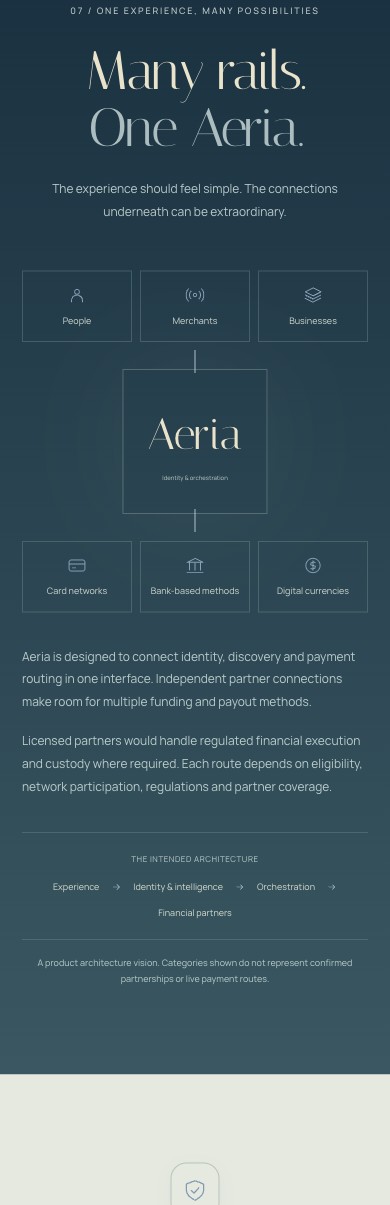 07 / ONE EXPERIENCE, MANY POSSIBILITIES
Many rails.
One Aeria.
The experience should feel simple. The connections
underneath can be extraordinary.
People
Merchants
Businesses
Aeria
Identity & orchestration
Card networks
Bank-based methods
Digital currencies
Aeria is designed to connect identity, discovery and payment
routing in one interface. Independent partner connections
make room for multiple funding and payout methods.
Licensed partners would handle regulated financial execution
and custody where required. Each route depends on eligibility,
network participation, regulations and partner coverage.
THE INTENDED ARCHITECTURE
Experience → Identity & intelligence → Orchestration →
Financial partners
A product architecture vision. Categories shown do not represent confirmed
partnerships or live payment routes.